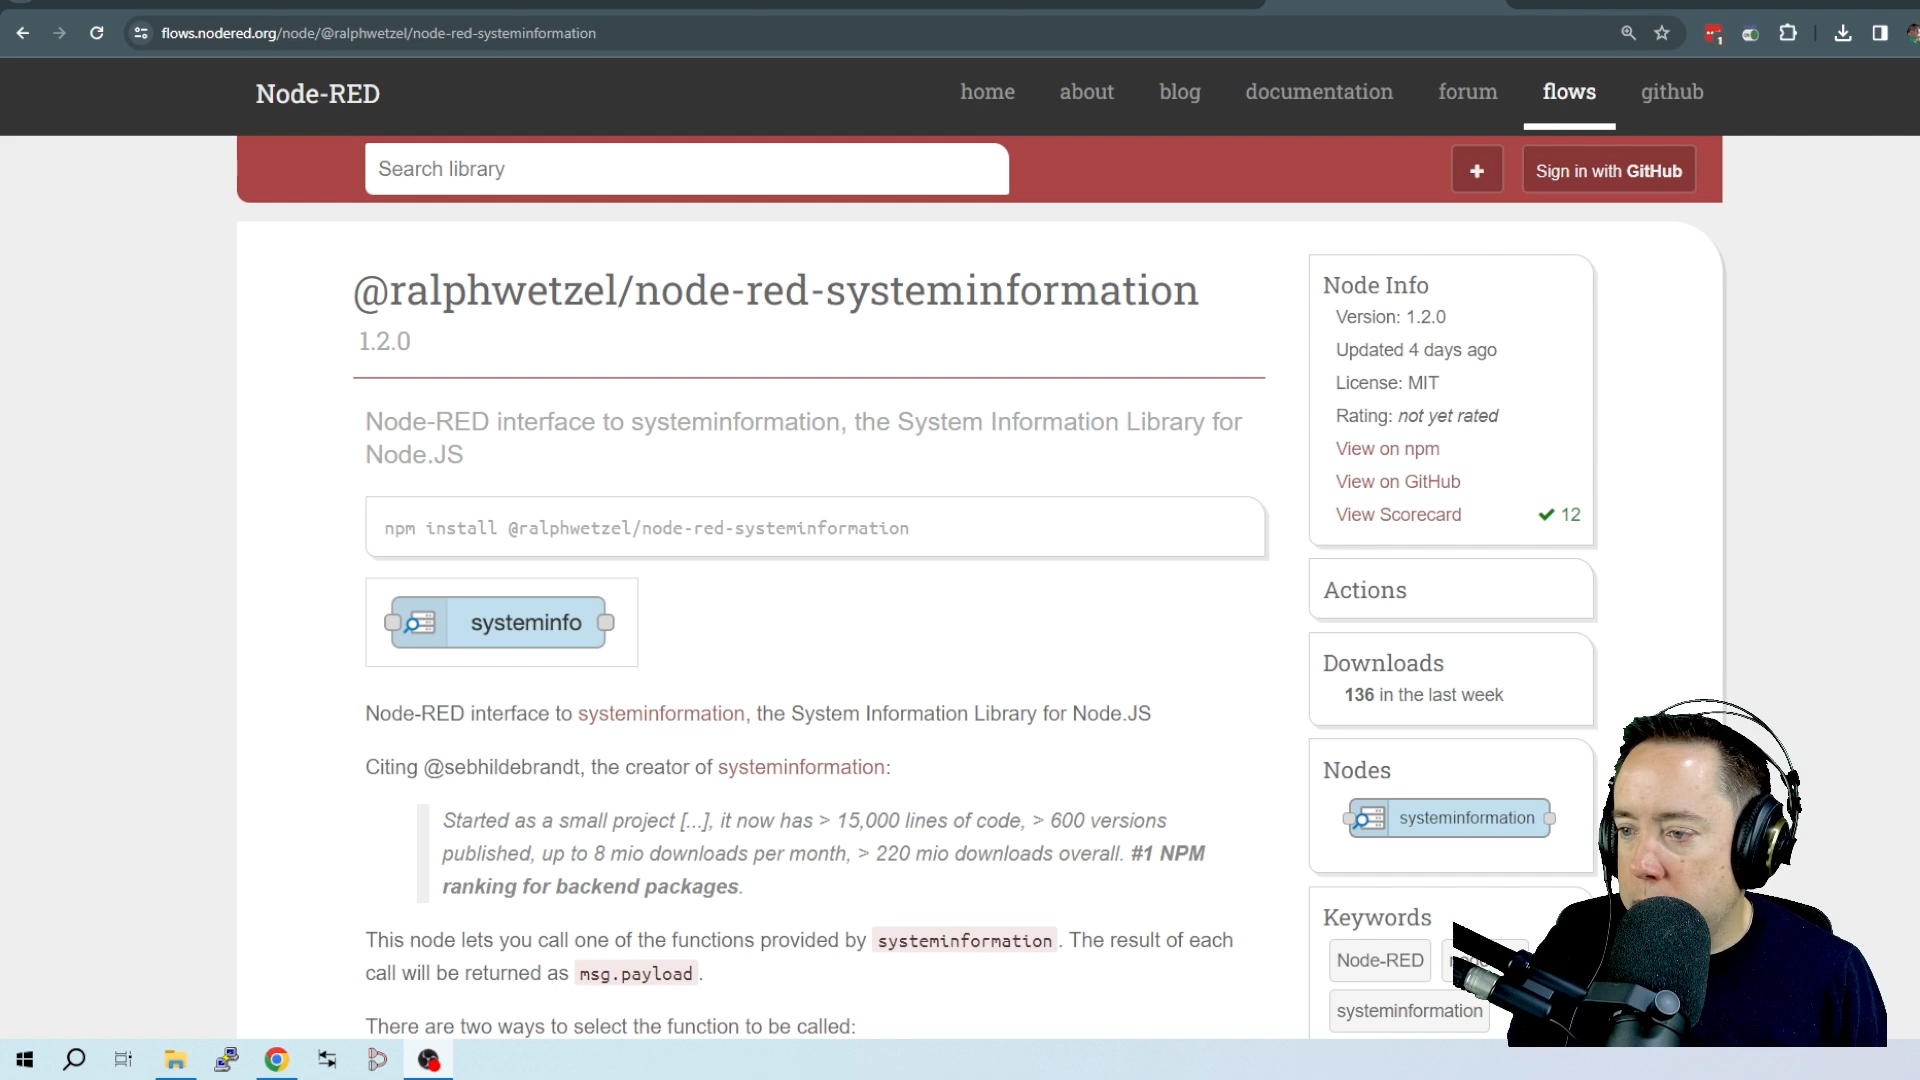 flows.nodered.org/node/@ralphwetzel/node-red-systeminformation
Node-RED
home
about
blog
documentation
forum
flows
github
Search library
+
Sign in with GitHub
@ralphwetzel/node-red-systeminformation
1.2.0
Node-RED interface to systeminformation, the System Information Library for
Node.JS
npm install @ralphwetzel/node-red-systeminformation
systeminfo
Node-RED interface to systeminformation, the System Information Library for Node.JS
Citing @sebhildebrandt, the creator of systeminformation:
Started as a small project [...], it now has > 15,000 lines of code, > 600 versions
published, up to 8 mio downloads per month, > 220 mio downloads overall. #1 NPM
ranking for backend packages.
This node lets you call one of the functions provided by systeminformation. The result of each
call will be returned as msg.payload.
There are two ways to select the function to be called:
Node Info
Version: 1.2.0
Updated 4 days ago
License: MIT
Rating: not yet rated
View on npm
View on GitHub
View Scorecard
12
Actions
Downloads
136 in the last week
Nodes
systeminformation
Keywords
Node-RED
systeminformation